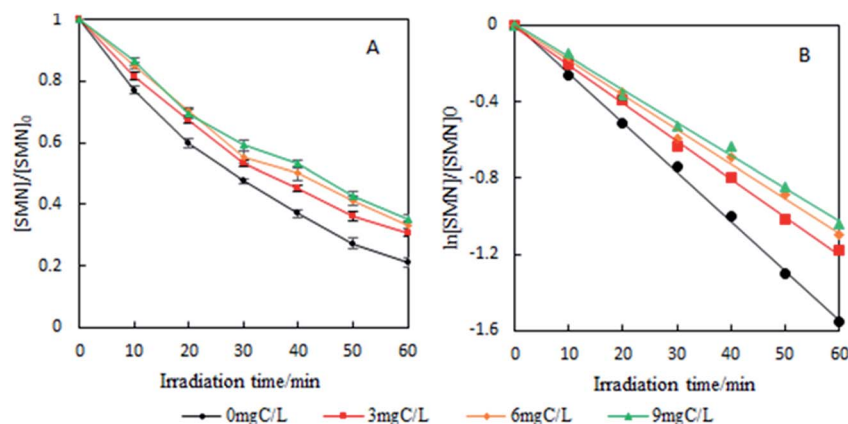 A
[SMN]/[SMN]0
1
0.8
0.6
0.4
0.2
0
0 10 20 30 40 50 60
Irradiation time/min
B
ln[SMN]/[SMN]0
0
-0.4
-0.8
-1.2
-1.6
0 10 20 30 40 50 60
Irradiation time/min
0mgC/L 3mgC/L 6mgC/L 9mgC/L